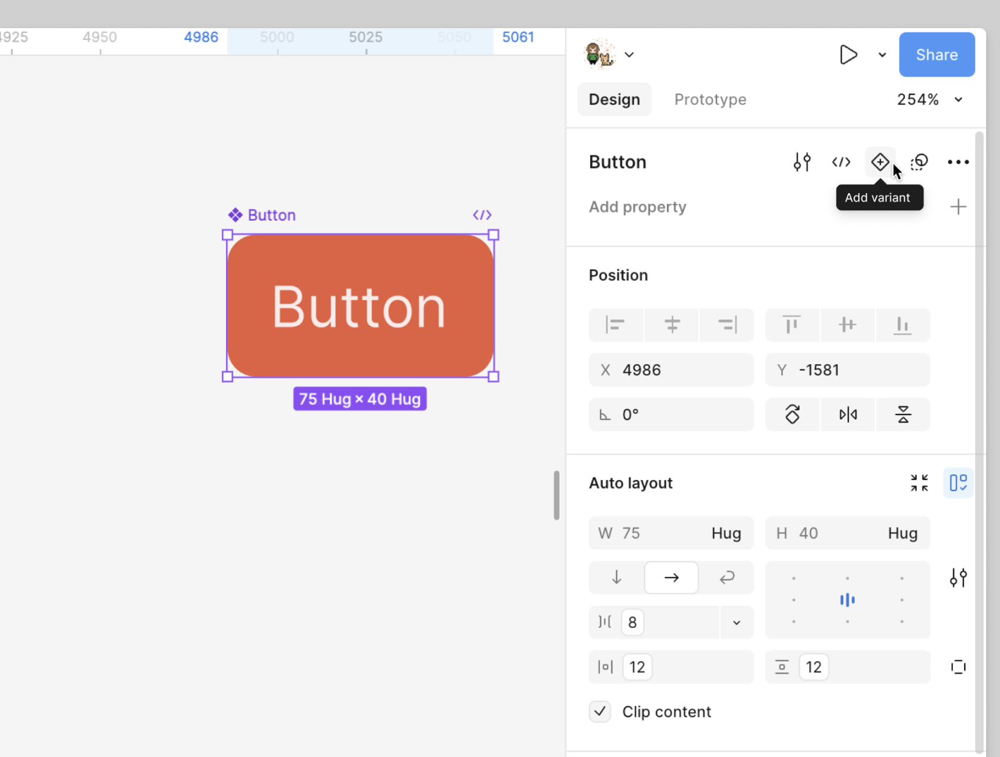 4925 4950 4986 5000 5025 5050 5061
Share
Design Prototype 254%
Button
Add variant
Add property
Button
Button
75 Hug × 40 Hug
Position
X 4986 Y -1581
0°
Auto layout
W 75 Hug H 40 Hug
8
12 12
Clip content